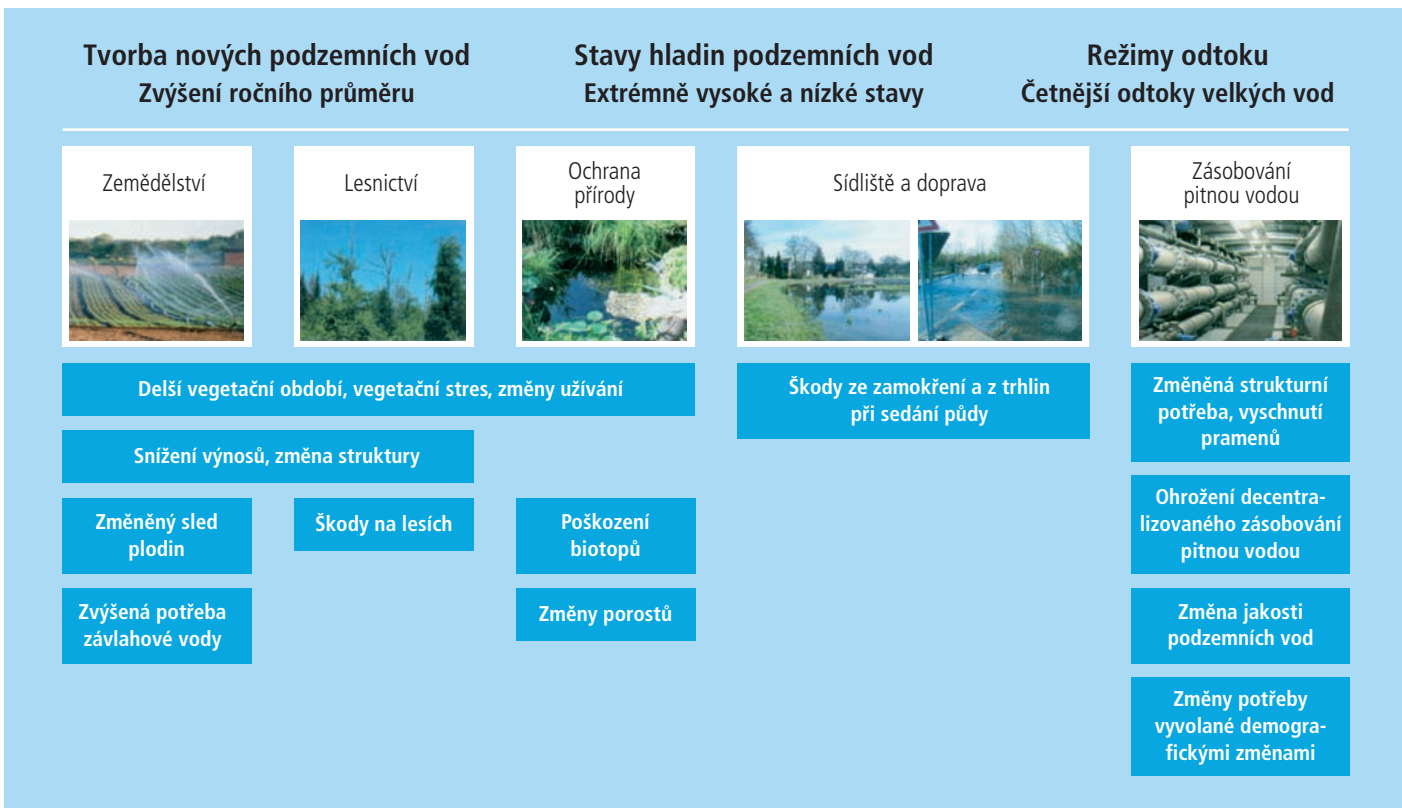 Tvorba nových podzemních vod
Zvýšení ročního průměru
Stavy hladin podzemních vod
Extrémně vysoké a nízké stavy
Režimy odtoku
Četnější odtoky velkých vod
Zemědělství
Lesnictví
Ochrana
přírody
Sídliště a doprava
Zásobování
pitnou vodou
Delší vegetační období, vegetační stres, změny užívání
Škody ze zamokření a z trhlin
při sedání půdy
Změněná strukturní
potřeba, vyschnutí
pramenů
Snížení výnosů, změna struktury
Změněný sled
plodin
Škody na lesích
Poškození
biotopů
Ohrožení decentra-
lizovaného zásobování
pitnou vodou
Zvýšená potřeba
závlahové vody
Změny porostů
Změna jakosti
podzemních vod
Změny potřeby
vyvolané demogra-
fickými změnami